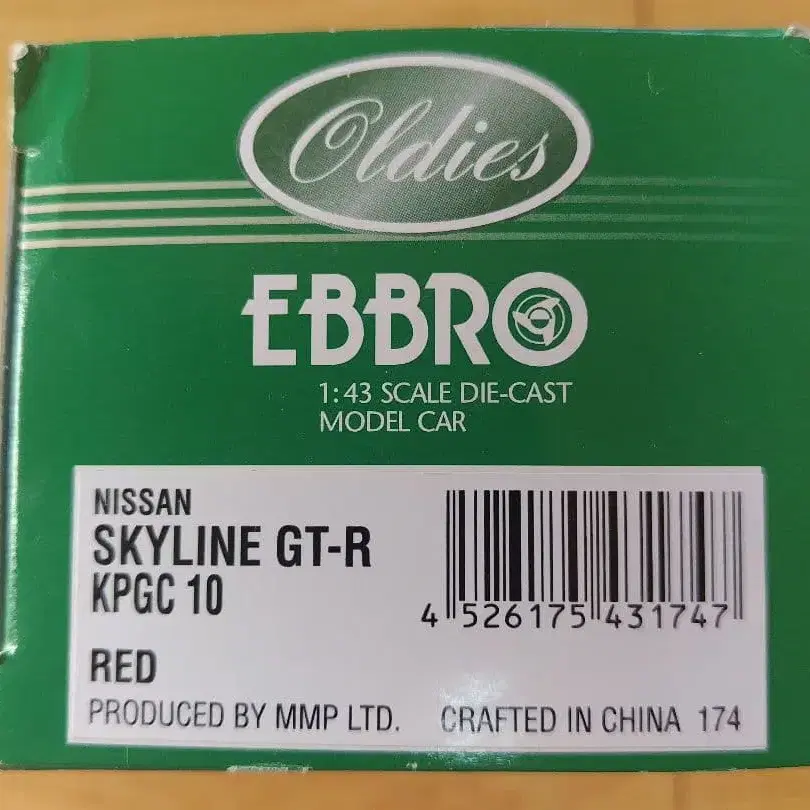 Oldies
EBBRO
1:43 SCALE DIE-CAST
MODEL CAR
NISSAN
SKYLINE GT-R
KPGC 10
4 526175 431747
RED
PRODUCED BY MMP LTD. CRAFTED IN CHINA 174